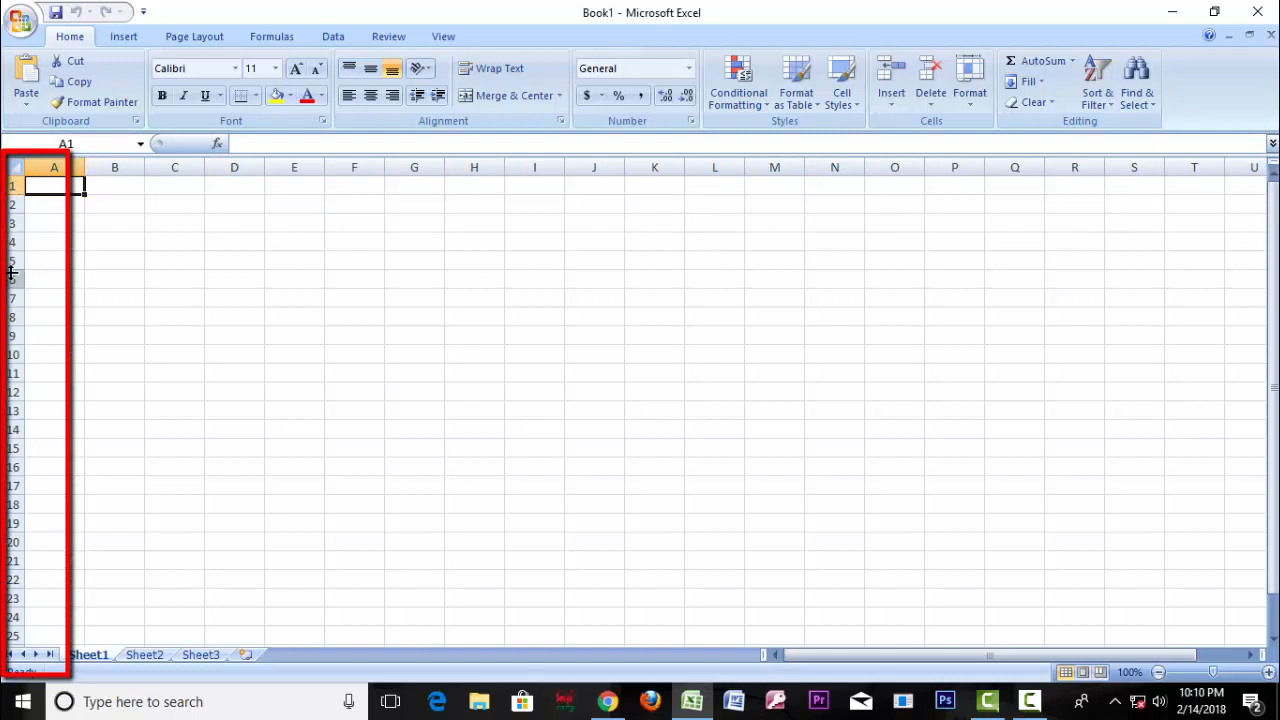 Book1 - Microsoft Excel
Home Insert Page Layout Formulas Data Review View
Paste
Cut
Copy
Format Painter
Clipboard
Calibri 11
B I U
Font
Wrap Text
Merge & Center
Alignment
General
$ % ,
Number
Conditional Formatting
Format as Table
Cell Styles
Styles
Insert Delete Format
Cells
Σ AutoSum
Fill
Clear
Sort & Filter
Find & Select
Editing
A1 fx
A B C D E F G H I J K L M N O P Q R S T U
1
2
3
4
5
6
7
8
9
10
11
12
13
14
15
16
17
18
19
20
21
22
23
24
25
Sheet1 Sheet2 Sheet3
Ready 100%
Type here to search
10:10 PM
2/14/2018